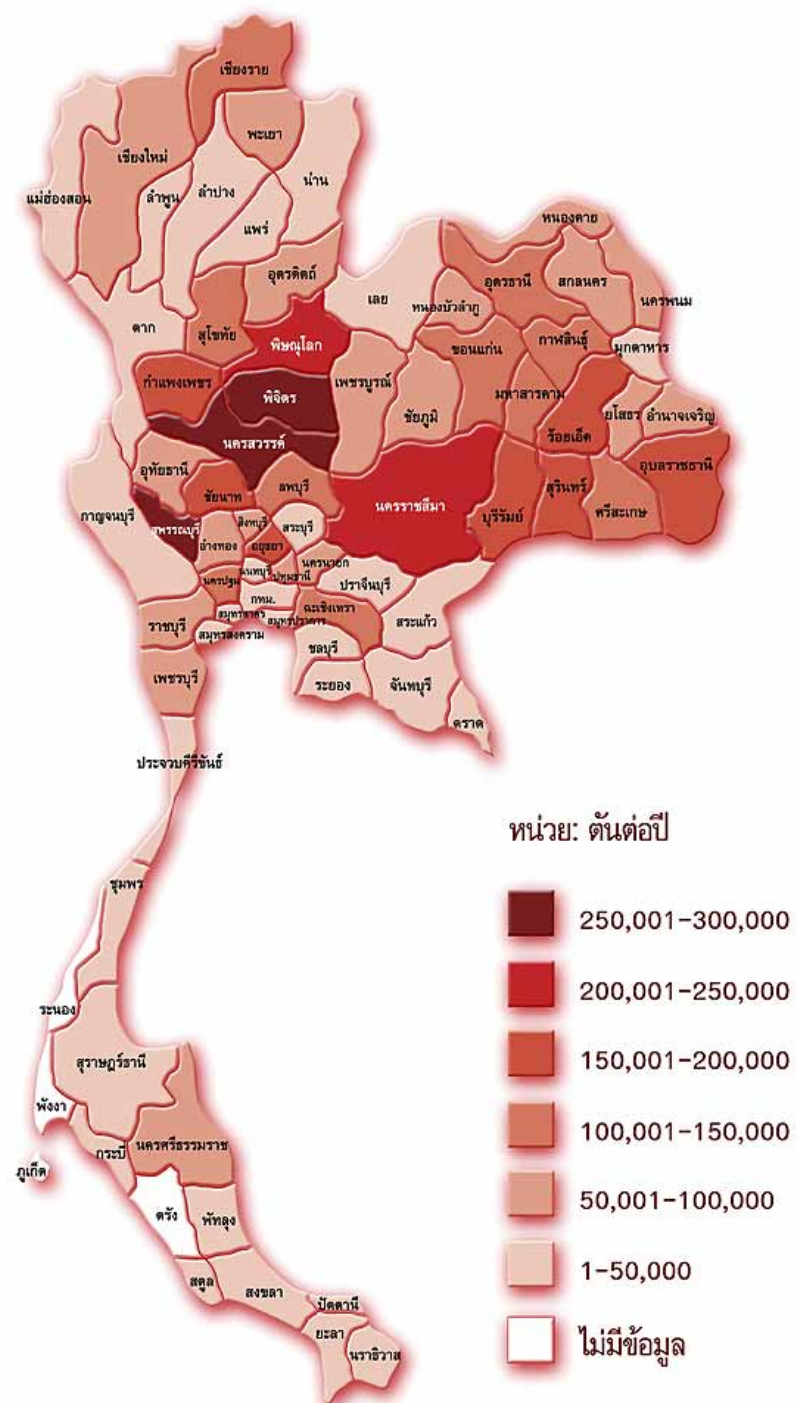 เชียงราย
พะเยา
เชียงใหม่
น่าน
แม่ฮ่องสอน
ลำพูน
ลำปาง
แพร่
หนองคาย
อุตรดิตถ์
เลย
หนองบัวลำภู
อุดรธานี
สกลนคร
นครพนม
ตาก
สุโขทัย
พิษณุโลก
ขอนแก่น
กาฬสินธุ์
มุกดาหาร
กำแพงเพชร
พิจิตร
เพชรบูรณ์
ชัยภูมิ
มหาสารคาม
ร้อยเอ็ด
ยโสธร
อำนาจเจริญ
นครสวรรค์
อุทัยธานี
ชัยนาท
ลพบุรี
นครราชสีมา
บุรีรัมย์
สุรินทร์
ศรีสะเกษ
อุบลราชธานี
กาญจนบุรี
สุพรรณบุรี
สิงหบุรี
สระบุรี
อ่างทอง
อยุธยา
นครนายก
ปราจีนบุรี
นครปฐม
นนทบุรี
ปทุมธานี
กทม.
ฉะเชิงเทรา
สระแก้ว
ราชบุรี
สมุทรสาคร
สมุทรปราการ
สมุทรสงคราม
ชลบุรี
เพชรบุรี
ระยอง
จันทบุรี
ตราด
ประจวบคีรีขันธ์
ชุมพร
ระนอง
สุราษฎร์ธานี
พังงา
กระบี่
นครศรีธรรมราช
ภูเก็ต
ตรัง
พัทลุง
สตูล
สงขลา
ปัตตานี
ยะลา
นราธิวาส
หน่วย: ตันต่อปี
250,001-300,000
200,001-250,000
150,001-200,000
100,001-150,000
50,001-100,000
1-50,000
ไม่มีข้อมูล